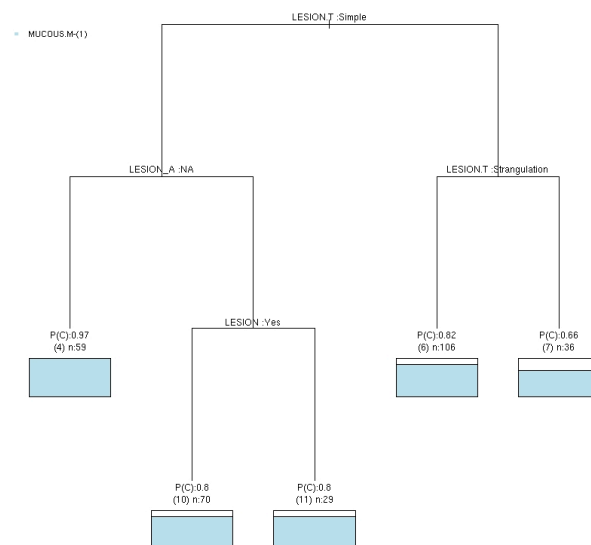 LESION.T :Simple
MUCOUS.M-(1)
LESION_A :NA
LESION.T :Strangulation
LESION :Yes
P(C):0.97
(4) n:59
P(C):0.82
(6) n:106
P(C):0.66
(7) n:36
P(C):0.8
(10) n:70
P(C):0.8
(11) n:29